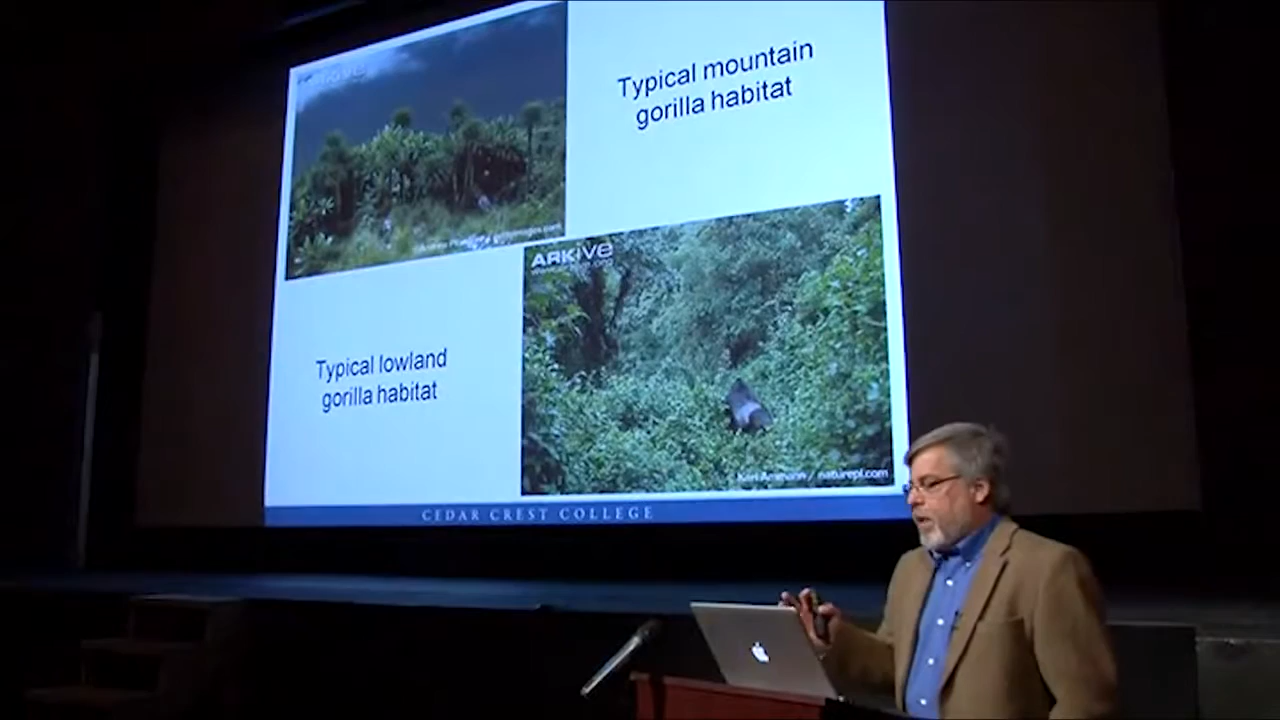 Typical mountain
gorilla habitat
ARKive
Typical lowland
gorilla habitat
naturepl.com
CEDAR CREST COLLEGE